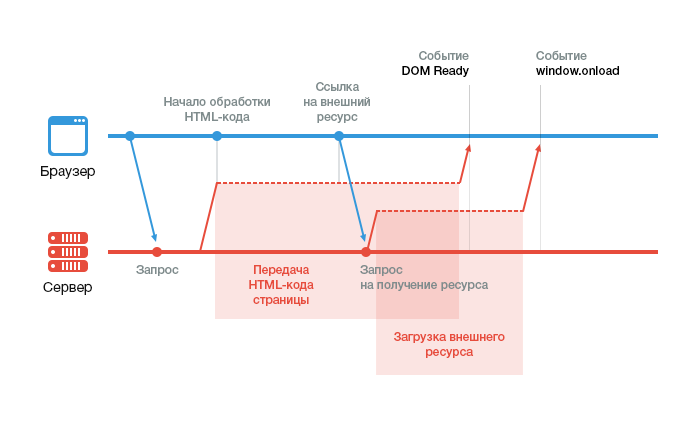 Событие
DOM Ready
Событие
window.onload
Ссылка
на внешний
ресурс
Начало обработки
HTML-кода
Браузер
Запрос
Передача
HTML-кода
страницы
Запрос
на получение ресурса
Сервер
Загрузка внешнего
ресурса